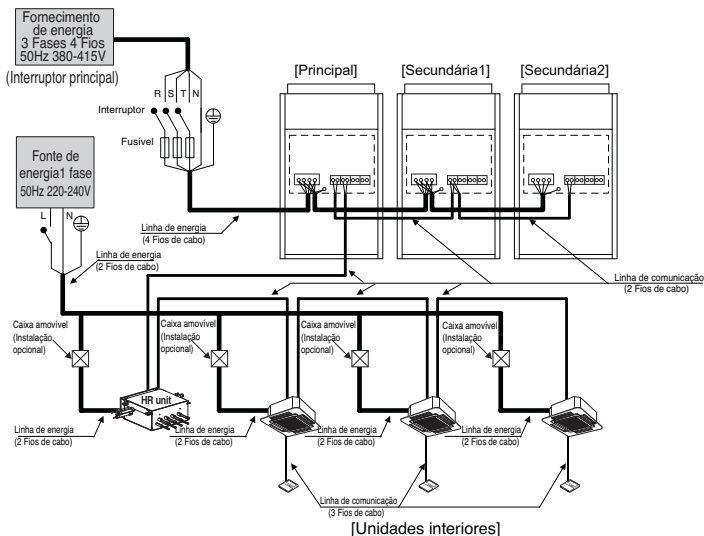 Fornecimento
de energia
3 Fases 4 Fios
50Hz 380-415V
(Interruptor principal)
[Principal]
[Secundária1]
[Secundária2]
R S T N
Interruptor
Fusível
Fonte de
energia1 fase
50Hz 220-240V
L N
Linha de energia
(4 Fios de cabo)
Linha de energia
(2 Fios de cabo)
Linha de comunicação
(2 Fios de cabo)
Caixa amovível
(Instalação
opcional)
Caixa amovível
(Instalação
opcional)
Caixa amovível
(Instalação
opcional)
Caixa amovível
(Instalação
opcional)
HR unit
Linha de energia
(2 Fios de cabo)
Linha de energia
(2 Fios de cabo)
Linha de energia
(2 Fios de cabo)
Linha de energia
(2 Fios de cabo)
Linha de comunicação
(3 Fios de cabo)
[Unidades interiores]